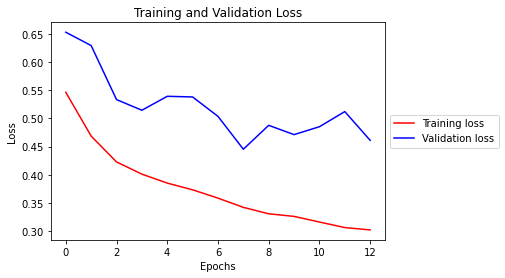 Training and Validation Loss
Loss
0.65
0.60
0.55
0.50
0.45
0.40
0.35
0.30
0 2 4 6 8 10 12
Epochs
Training loss
Validation loss